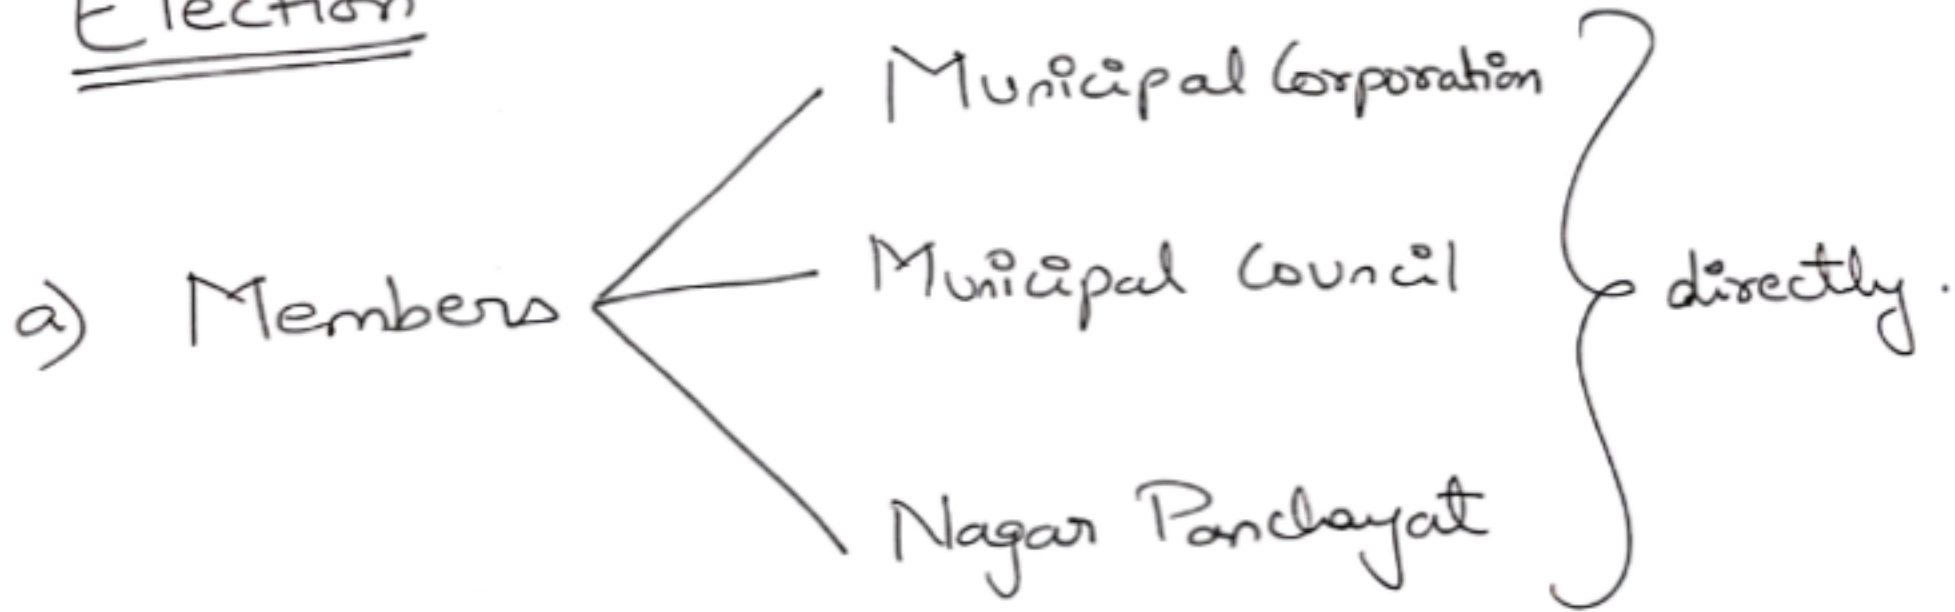 Election
Municipal Corporation
a) Members Municipal Council directly.
Nagar Panchayat